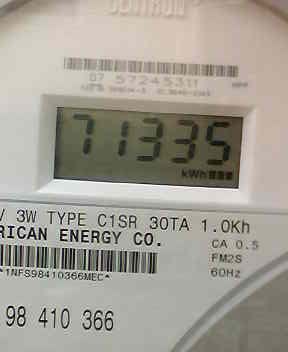 CENTRON
07 57245311
71335
kWh
V 3W TYPE C1SR 30TA 1.0Kh
RICAN ENERGY CO.
CA 0.5
FM2S
60Hz
*1NFS98410366MEC*
98 410 366